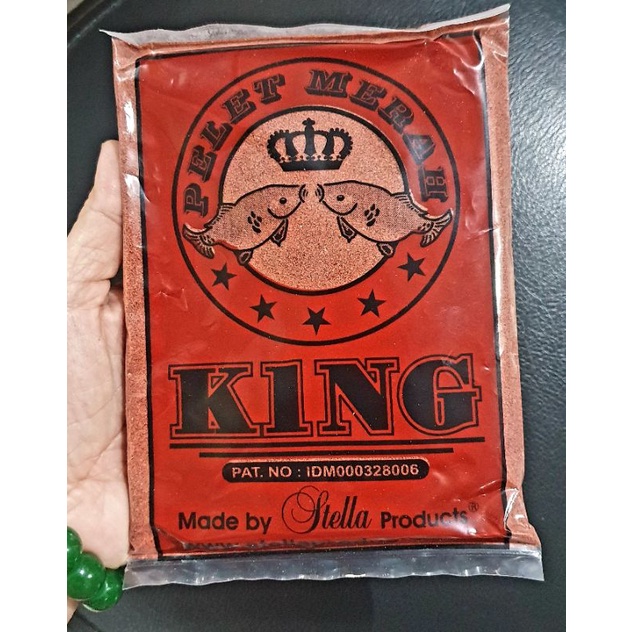 PELET MERAH
K1NG
PAT. NO : IDM000328006
Made by Stella Products®